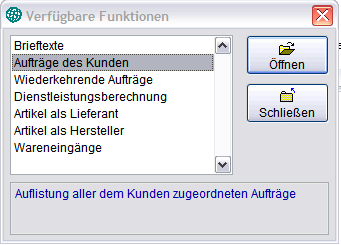 Verfügbare Funktionen
Brieftexte
Aufträge des Kunden
Wiederkehrende Aufträge
Dienstleistungsberechnung
Artikel als Lieferant
Artikel als Hersteller
Wareneingänge
Öffnen
Schließen
Auflistung aller dem Kunden zugeordneten Aufträge